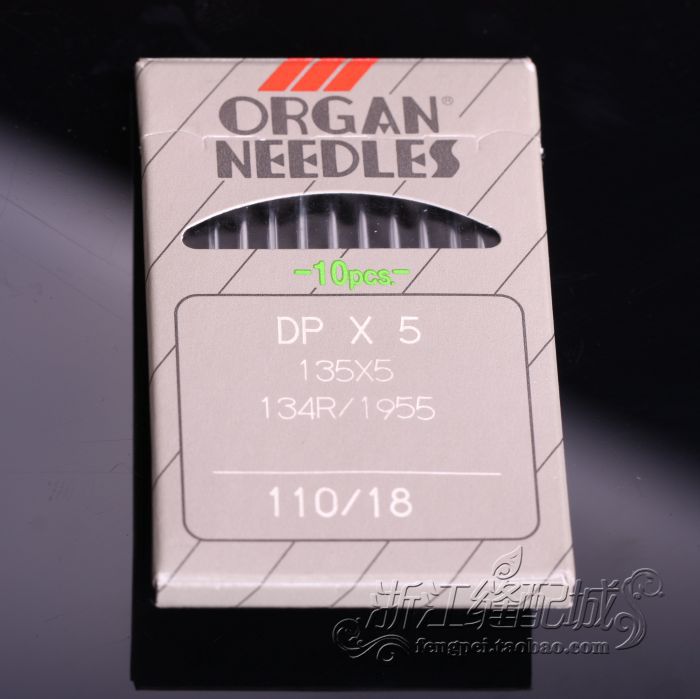 ORGAN®
NEEDLES
-10pcs.-
DP X 5
135X5
134R/1955
110/18
浙江缝配城
fengpei.taobao.com